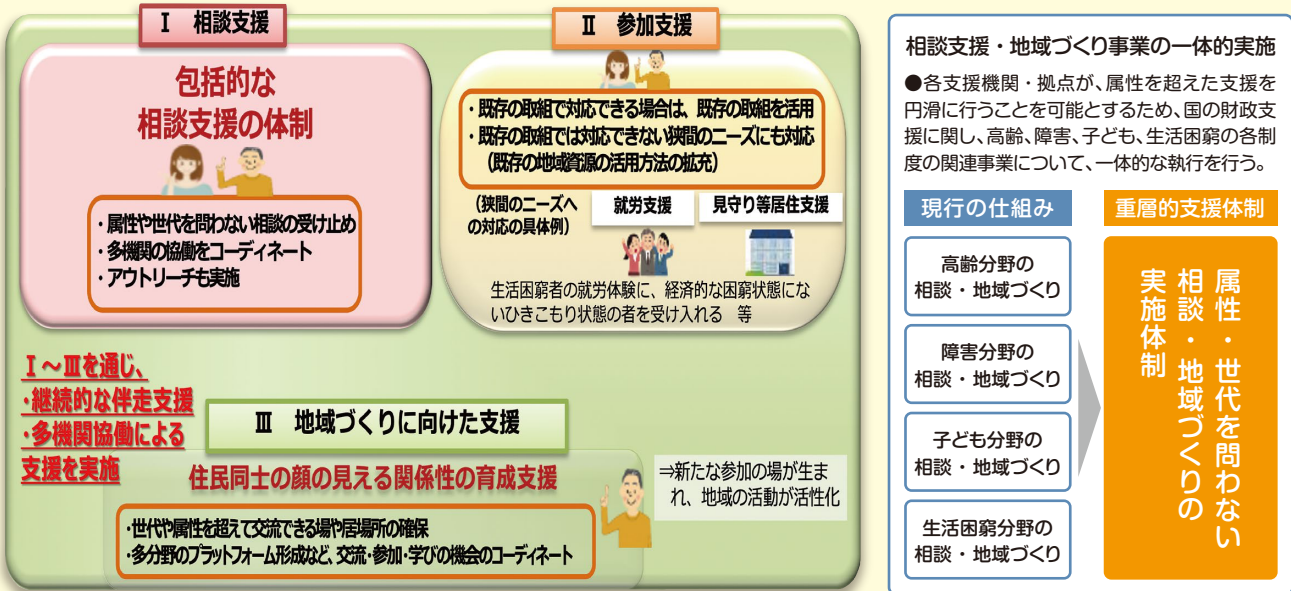 Ⅰ 相談支援
包括的な
相談支援の体制
・属性や世代を問わない相談の受け止め
・多機関の協働をコーディネート
・アウトリーチも実施
Ⅱ 参加支援
・既存の取組で対応できる場合は、既存の取組を活用
・既存の取組では対応できない狭間のニーズにも対応
（既存の地域資源の活用方法の拡充）
（狭間のニーズへ
の対応の具体例）
就労支援
見守り等居住支援
生活困窮者の就労体験に、経済的な困窮状態にな
いひきこもり状態の者を受け入れる 等
Ⅰ～Ⅲを通じ、
・継続的な伴走支援
・多機関協働による
支援を実施
Ⅲ 地域づくりに向けた支援
住民同士の顔の見える関係性の育成支援
・世代や属性を超えて交流できる場や居場所の確保
・多分野のプラットフォーム形成など、交流・参加・学びの機会のコーディネート
⇒新たな参加の場が生ま
れ、地域の活動が活性化
相談支援・地域づくり事業の一体的実施
●各支援機関・拠点が、属性を超えた支援を
円滑に行うことを可能とするため、国の財政支
援に関し、高齢、障害、子ども、生活困窮の各制
度の関連事業について、一体的な執行を行う。
現行の仕組み
高齢分野の
相談・地域づくり
障害分野の
相談・地域づくり
子ども分野の
相談・地域づくり
生活困窮分野の
相談・地域づくり
重層的支援体制
属性・世代を問わない
相談・地域づくりの
実施体制